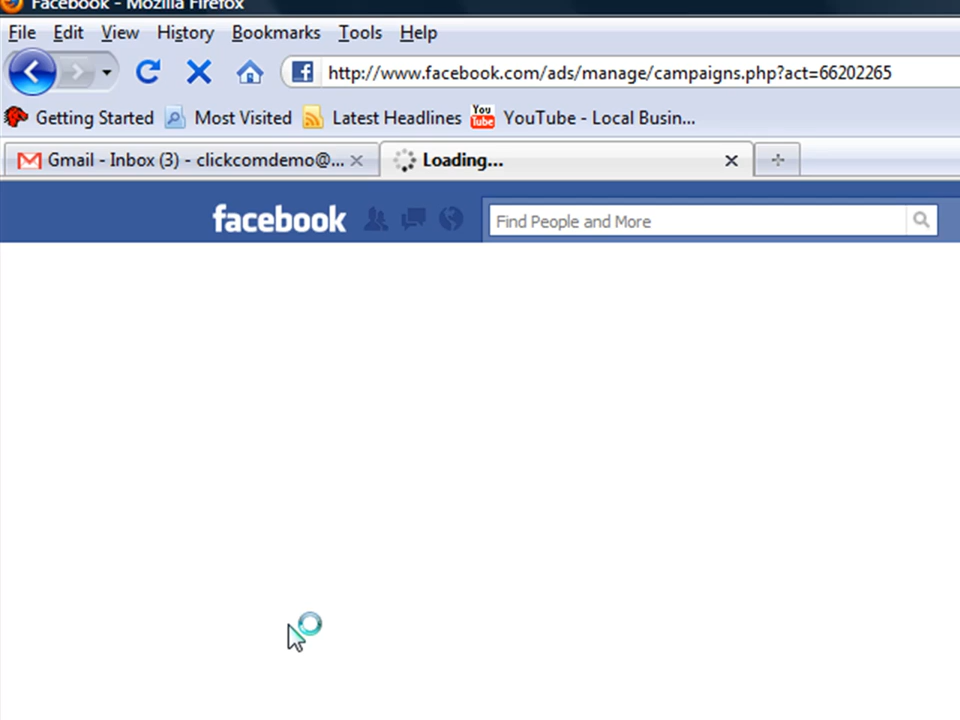 Facebook - Mozilla Firefox
File Edit View History Bookmarks Tools Help
http://www.facebook.com/ads/manage/campaigns.php?act=66202265
Getting Started Most Visited Latest Headlines You Tube YouTube - Local Busin...
Gmail - Inbox (3) - clickcomdemo@... Loading...
facebook Find People and More